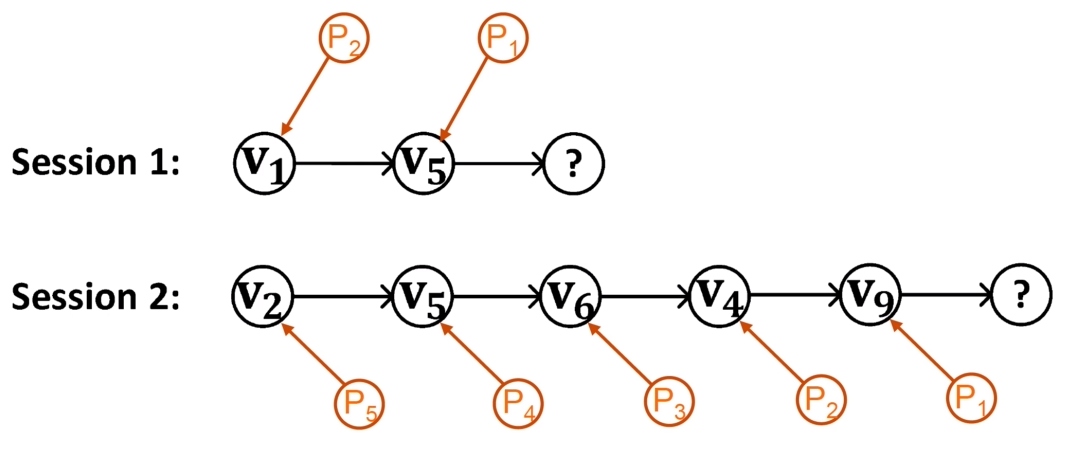 P₂ P₁
Session 1: v₁ v₅ ?
Session 2: v₂ v₅ v₆ v₄ v₉ ?
P₅ P₄ P₃ P₂ P₁